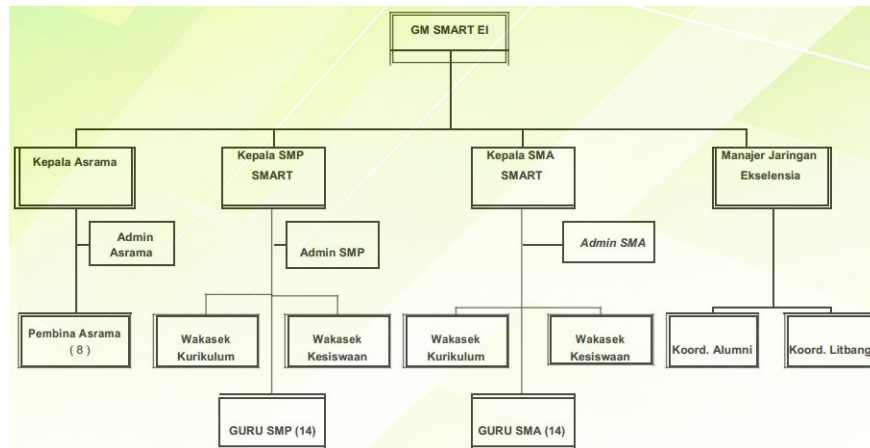 GM SMART EI
Kepala Asrama
Kepala SMP
SMART
Kepala SMA
SMART
Manajer Jaringan
Ekselensia
Admin
Asrama
Admin SMP
Admin SMA
Pembina Asrama
( 8 )
Wakasek
Kurikulum
Wakasek
Kesiswaan
Wakasek
Kurikulum
Wakasek
Kesiswaan
Koord. Alumni
Koord. Litbang
GURU SMP (14)
GURU SMA (14)